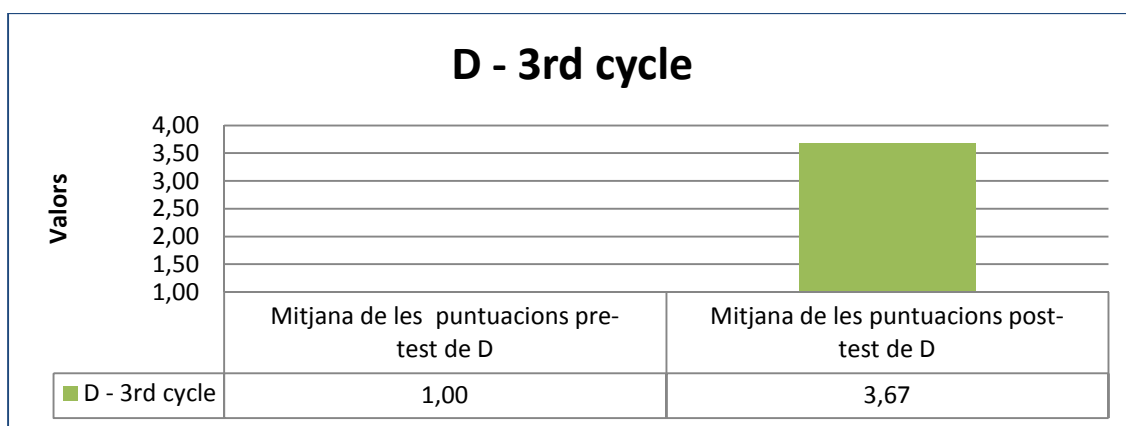 D - 3rd cycle
Valors
4,00
3,50
3,00
2,50
2,00
1,50
1,00
Mitjana de les puntuacions pre-
test de D
Mitjana de les puntuacions post-
test de D
D - 3rd cycle
1,00
3,67